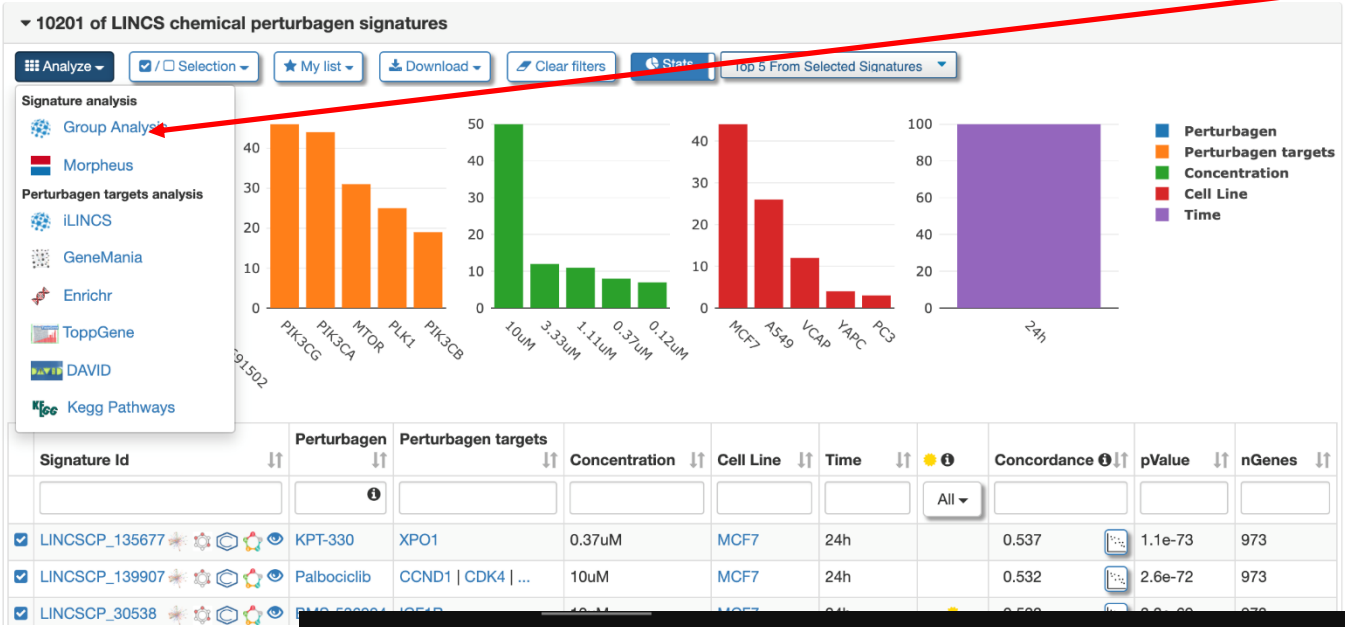 10201 of LINCS chemical perturbagen signatures
Analyze Selection My list Download Clear filters Stats Top 5 From Selected Signatures
Signature analysis
Group Analysis
Morpheus
Perturbagen targets analysis
iLINCS
GeneMania
Enrichr
ToppGene
DAVID
Kegg Pathways
40
30
20
10
0
PIK3CG PIK3CA MTOR PLK1 PIK3CB
591502
50
40
30
20
10
0
10uM 3.33uM 1.11uM 0.37uM 0.12uM
40
30
20
10
0
MCF7 A549 VCAP YAPC PC3
100
80
60
40
20
0
24h
Perturbagen
Perturbagen targets
Concentration
Cell Line
Time
Signature Id Perturbagen Perturbagen targets Concentration Cell Line Time Concordance pValue nGenes
All
LINCSCP_135677 KPT-330 XPO1 0.37uM MCF7 24h 0.537 1.1e-73 973
LINCSCP_139907 Palbociclib CCND1 | CDK4 | ... 10uM MCF7 24h 0.532 2.6e-72 973
LINCSCP_30538